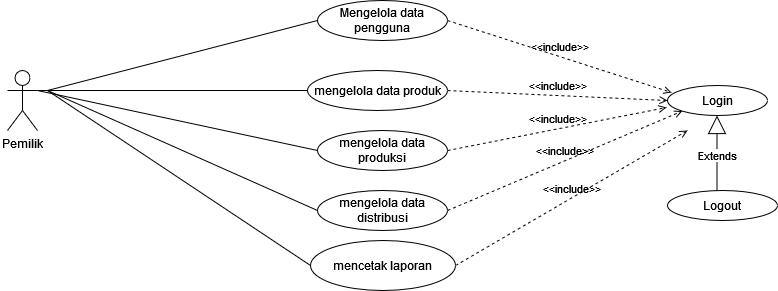 Mengelola data
pengguna
<<include>>
mengelola data produk
<<include>>
Login
Pemilik
mengelola data
produksi
<<include>>
<<include>>
Extends
mengelola data
distribusi
<<include>>
Logout
mencetak laporan